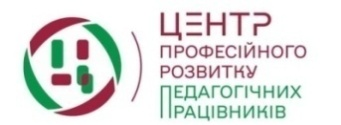 ЦЕНТР
ПРОФЕСІЙНОГО
РОЗВИТКУ
ПЕДАГОГІЧНИХ
ПРАЦІВНИКІВ